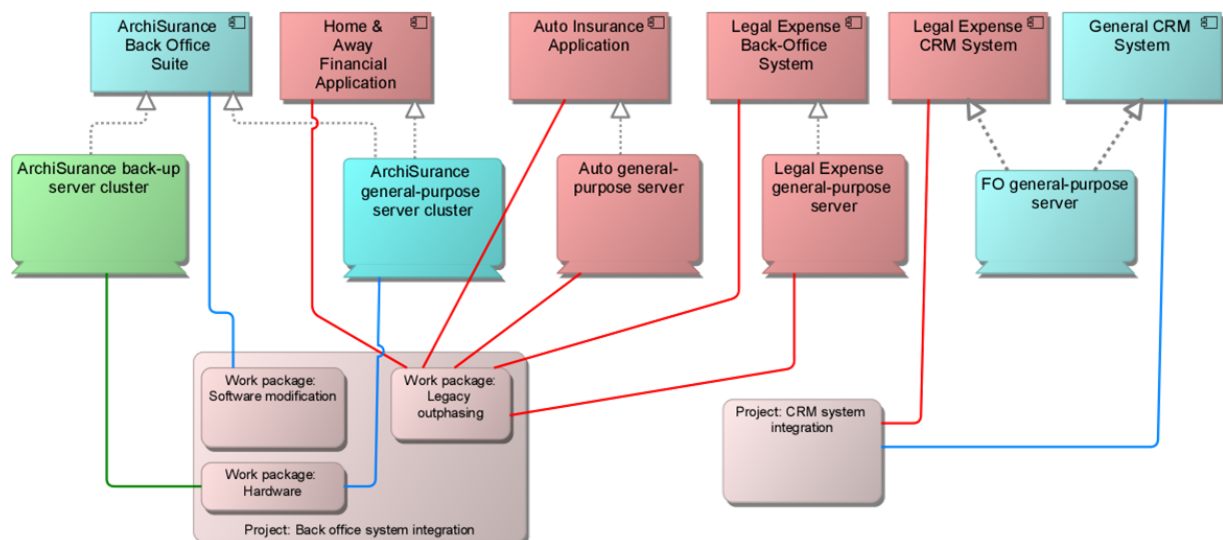 ArchiSurance
Back Office
Suite
Home &
Away
Financial
Application
Auto Insurance
Application
Legal Expense
Back-Office
System
Legal Expense
CRM System
General CRM
System
ArchiSurance back-up
server cluster
ArchiSurance
general-purpose
server cluster
Auto general-
purpose server
Legal Expense
general-purpose
server
FO general-purpose
server
Work package:
Software modification
Work package:
Legacy
outphasing
Project: CRM system
integration
Work package:
Hardware
Project: Back office system integration